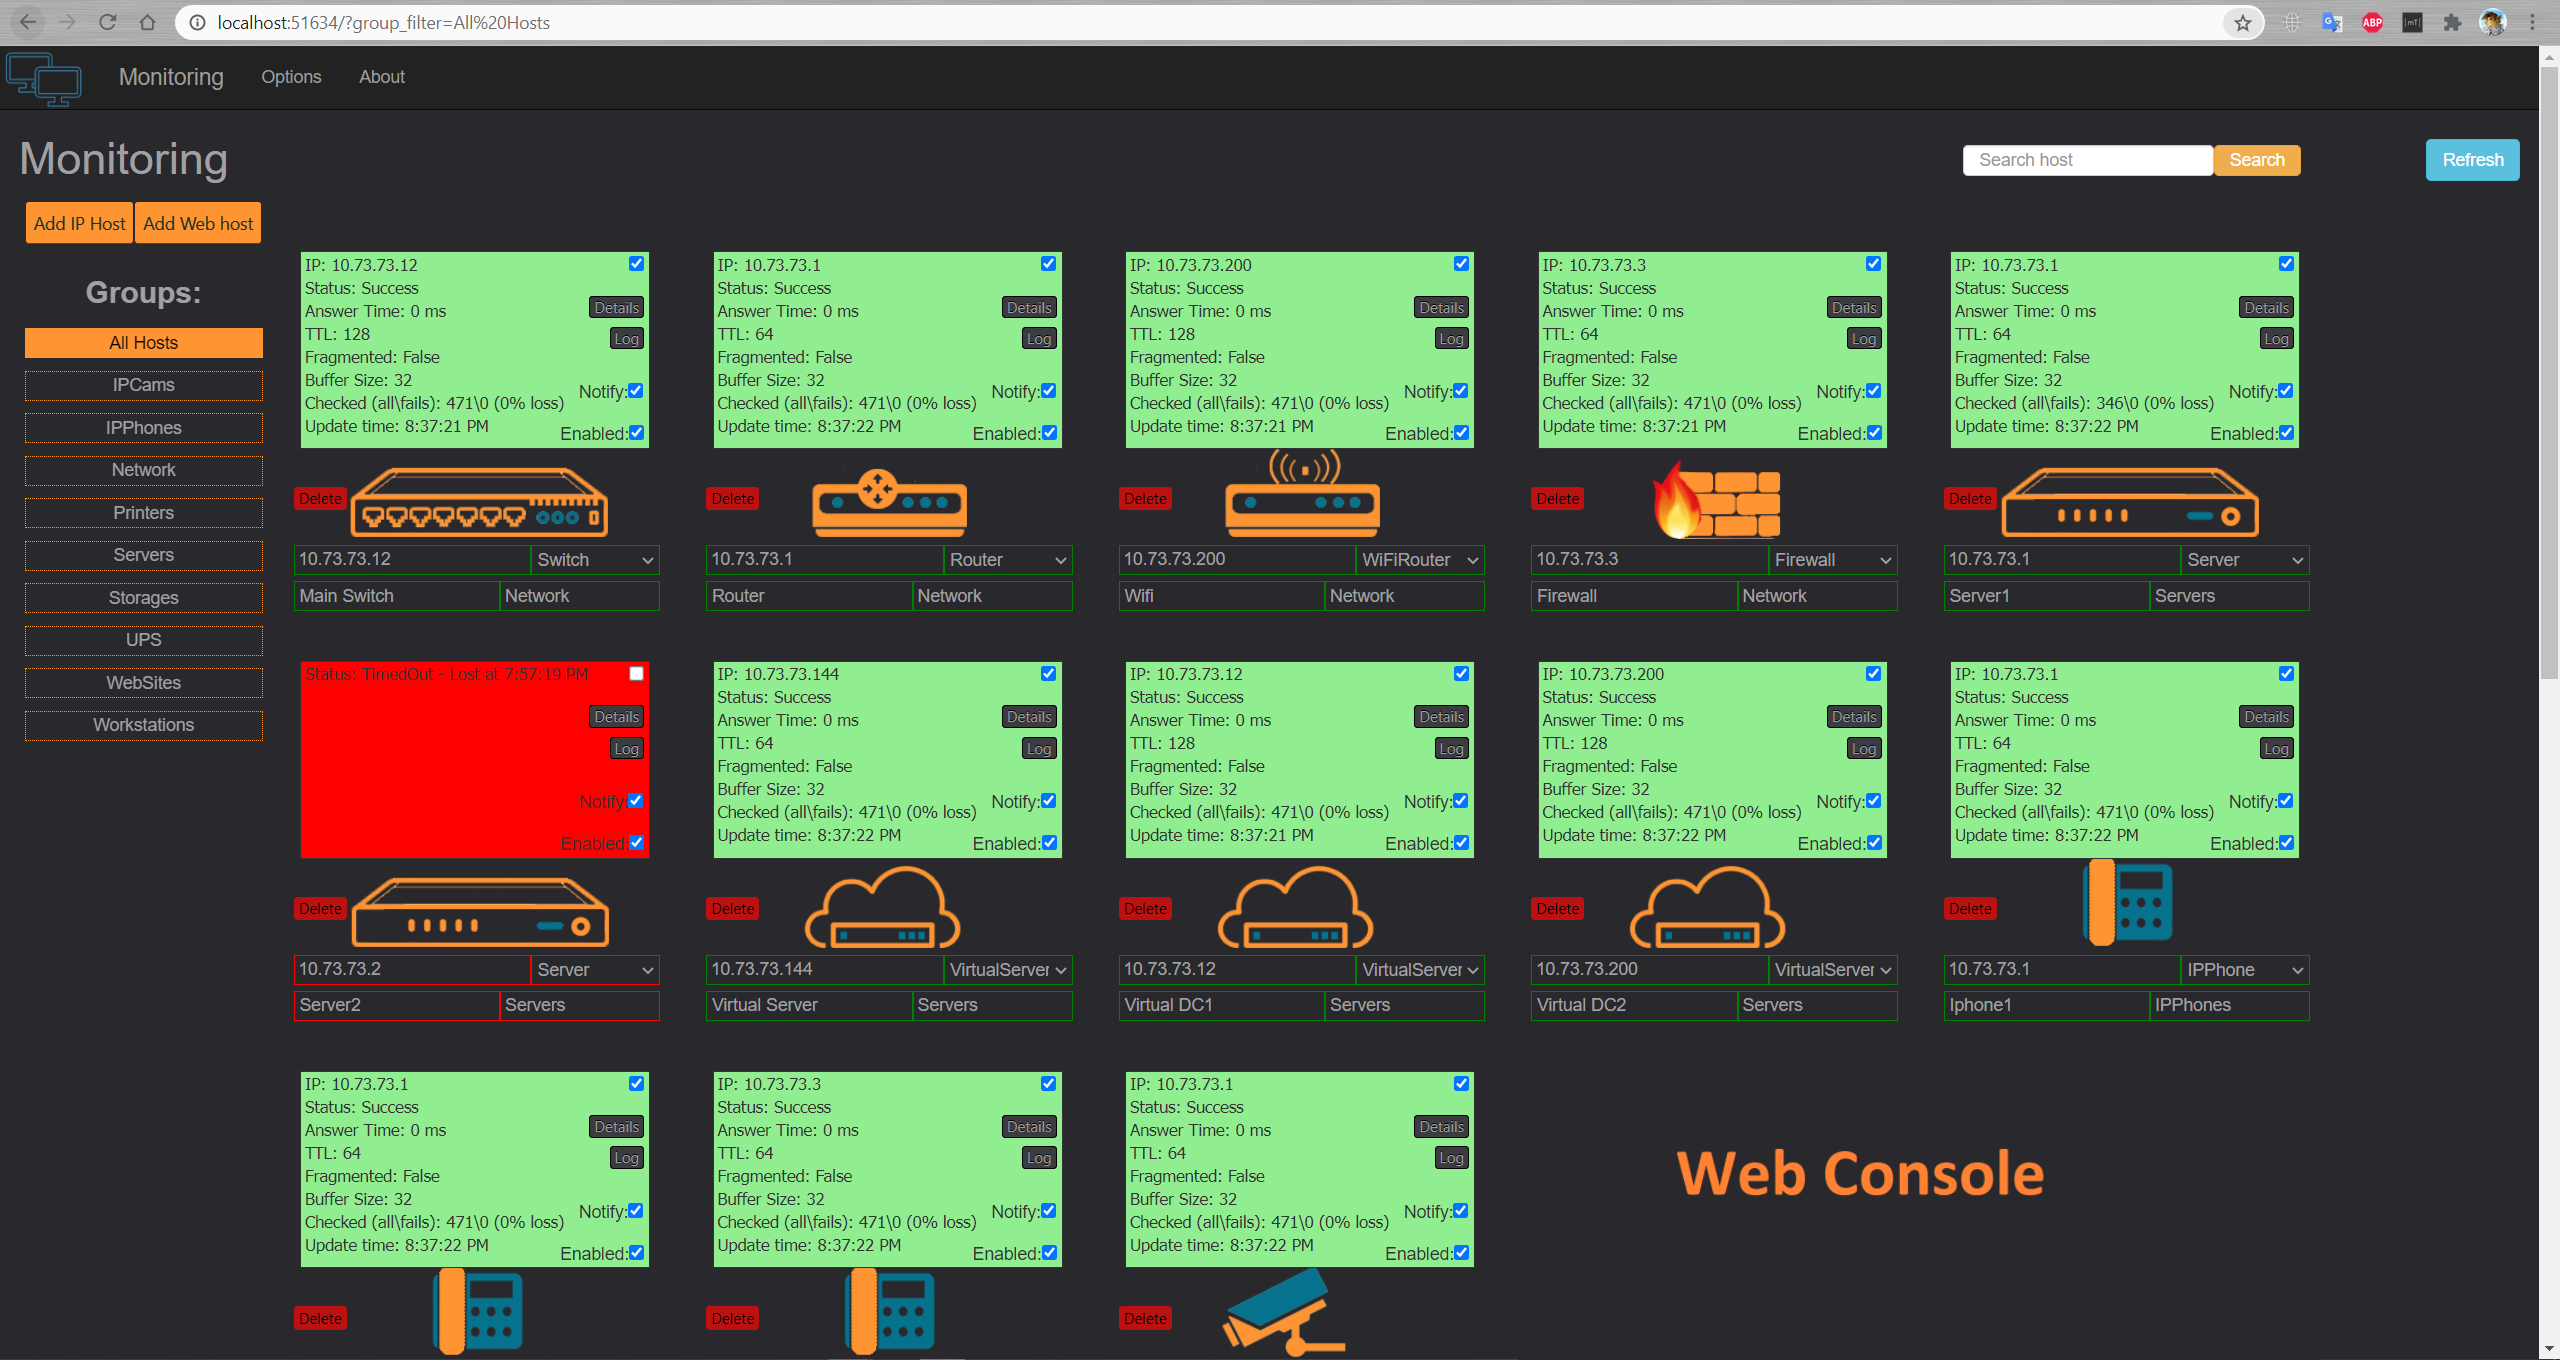 localhost:51634/?group_filter=All%20Hosts
ABP
Monitoring Options About
Monitoring
Search host Search Refresh
Add IP Host Add Web host
Groups:
All Hosts
IPCams
IPPhones
Network
Printers
Servers
Storages
UPS
WebSites
Workstations
IP: 10.73.73.12
Status: Success
Answer Time: 0 ms
TTL: 128
Fragmented: False
Buffer Size: 32
Checked (all\fails): 471\0 (0% loss)
Update time: 8:37:21 PM
Details
Log
Notify:
Enabled:
Delete
10.73.73.12 Switch
Main Switch Network
IP: 10.73.73.1
Status: Success
Answer Time: 0 ms
TTL: 64
Fragmented: False
Buffer Size: 32
Checked (all\fails): 471\0 (0% loss)
Update time: 8:37:22 PM
Details
Log
Notify:
Enabled:
Delete
10.73.73.1 Router
Router Network
IP: 10.73.73.200
Status: Success
Answer Time: 0 ms
TTL: 128
Fragmented: False
Buffer Size: 32
Checked (all\fails): 471\0 (0% loss)
Update time: 8:37:21 PM
Details
Log
Notify:
Enabled:
Delete
10.73.73.200 WiFiRouter
Wifi Network
IP: 10.73.73.3
Status: Success
Answer Time: 0 ms
TTL: 64
Fragmented: False
Buffer Size: 32
Checked (all\fails): 471\0 (0% loss)
Update time: 8:37:21 PM
Details
Log
Notify:
Enabled:
Delete
10.73.73.3 Firewall
Firewall Network
IP: 10.73.73.1
Status: Success
Answer Time: 0 ms
TTL: 64
Fragmented: False
Buffer Size: 32
Checked (all\fails): 346\0 (0% loss)
Update time: 8:37:22 PM
Details
Log
Notify:
Enabled:
Delete
10.73.73.1 Server
Server1 Servers
Status: TimedOut - Lost at 7:57:19 PM
Details
Log
Notify:
Enabled:
Delete
10.73.73.2 Server
Server2 Servers
IP: 10.73.73.144
Status: Success
Answer Time: 0 ms
TTL: 64
Fragmented: False
Buffer Size: 32
Checked (all\fails): 471\0 (0% loss)
Update time: 8:37:22 PM
Details
Log
Notify:
Enabled:
Delete
10.73.73.144 VirtualServer
Virtual Server Servers
IP: 10.73.73.12
Status: Success
Answer Time: 0 ms
TTL: 128
Fragmented: False
Buffer Size: 32
Checked (all\fails): 471\0 (0% loss)
Update time: 8:37:21 PM
Details
Log
Notify:
Enabled:
Delete
10.73.73.12 VirtualServer
Virtual DC1 Servers
IP: 10.73.73.200
Status: Success
Answer Time: 0 ms
TTL: 128
Fragmented: False
Buffer Size: 32
Checked (all\fails): 471\0 (0% loss)
Update time: 8:37:22 PM
Details
Log
Notify:
Enabled:
Delete
10.73.73.200 VirtualServer
Virtual DC2 Servers
IP: 10.73.73.1
Status: Success
Answer Time: 0 ms
TTL: 64
Fragmented: False
Buffer Size: 32
Checked (all\fails): 471\0 (0% loss)
Update time: 8:37:22 PM
Details
Log
Notify:
Enabled:
Delete
10.73.73.1 IPPhone
Iphone1 IPPhones
IP: 10.73.73.1
Status: Success
Answer Time: 0 ms
TTL: 64
Fragmented: False
Buffer Size: 32
Checked (all\fails): 471\0 (0% loss)
Update time: 8:37:22 PM
Details
Log
Notify:
Enabled:
Delete
IP: 10.73.73.3
Status: Success
Answer Time: 0 ms
TTL: 64
Fragmented: False
Buffer Size: 32
Checked (all\fails): 471\0 (0% loss)
Update time: 8:37:22 PM
Details
Log
Notify:
Enabled:
Delete
IP: 10.73.73.1
Status: Success
Answer Time: 0 ms
TTL: 64
Fragmented: False
Buffer Size: 32
Checked (all\fails): 471\0 (0% loss)
Update time: 8:37:22 PM
Details
Log
Notify:
Enabled:
Delete
Web Console